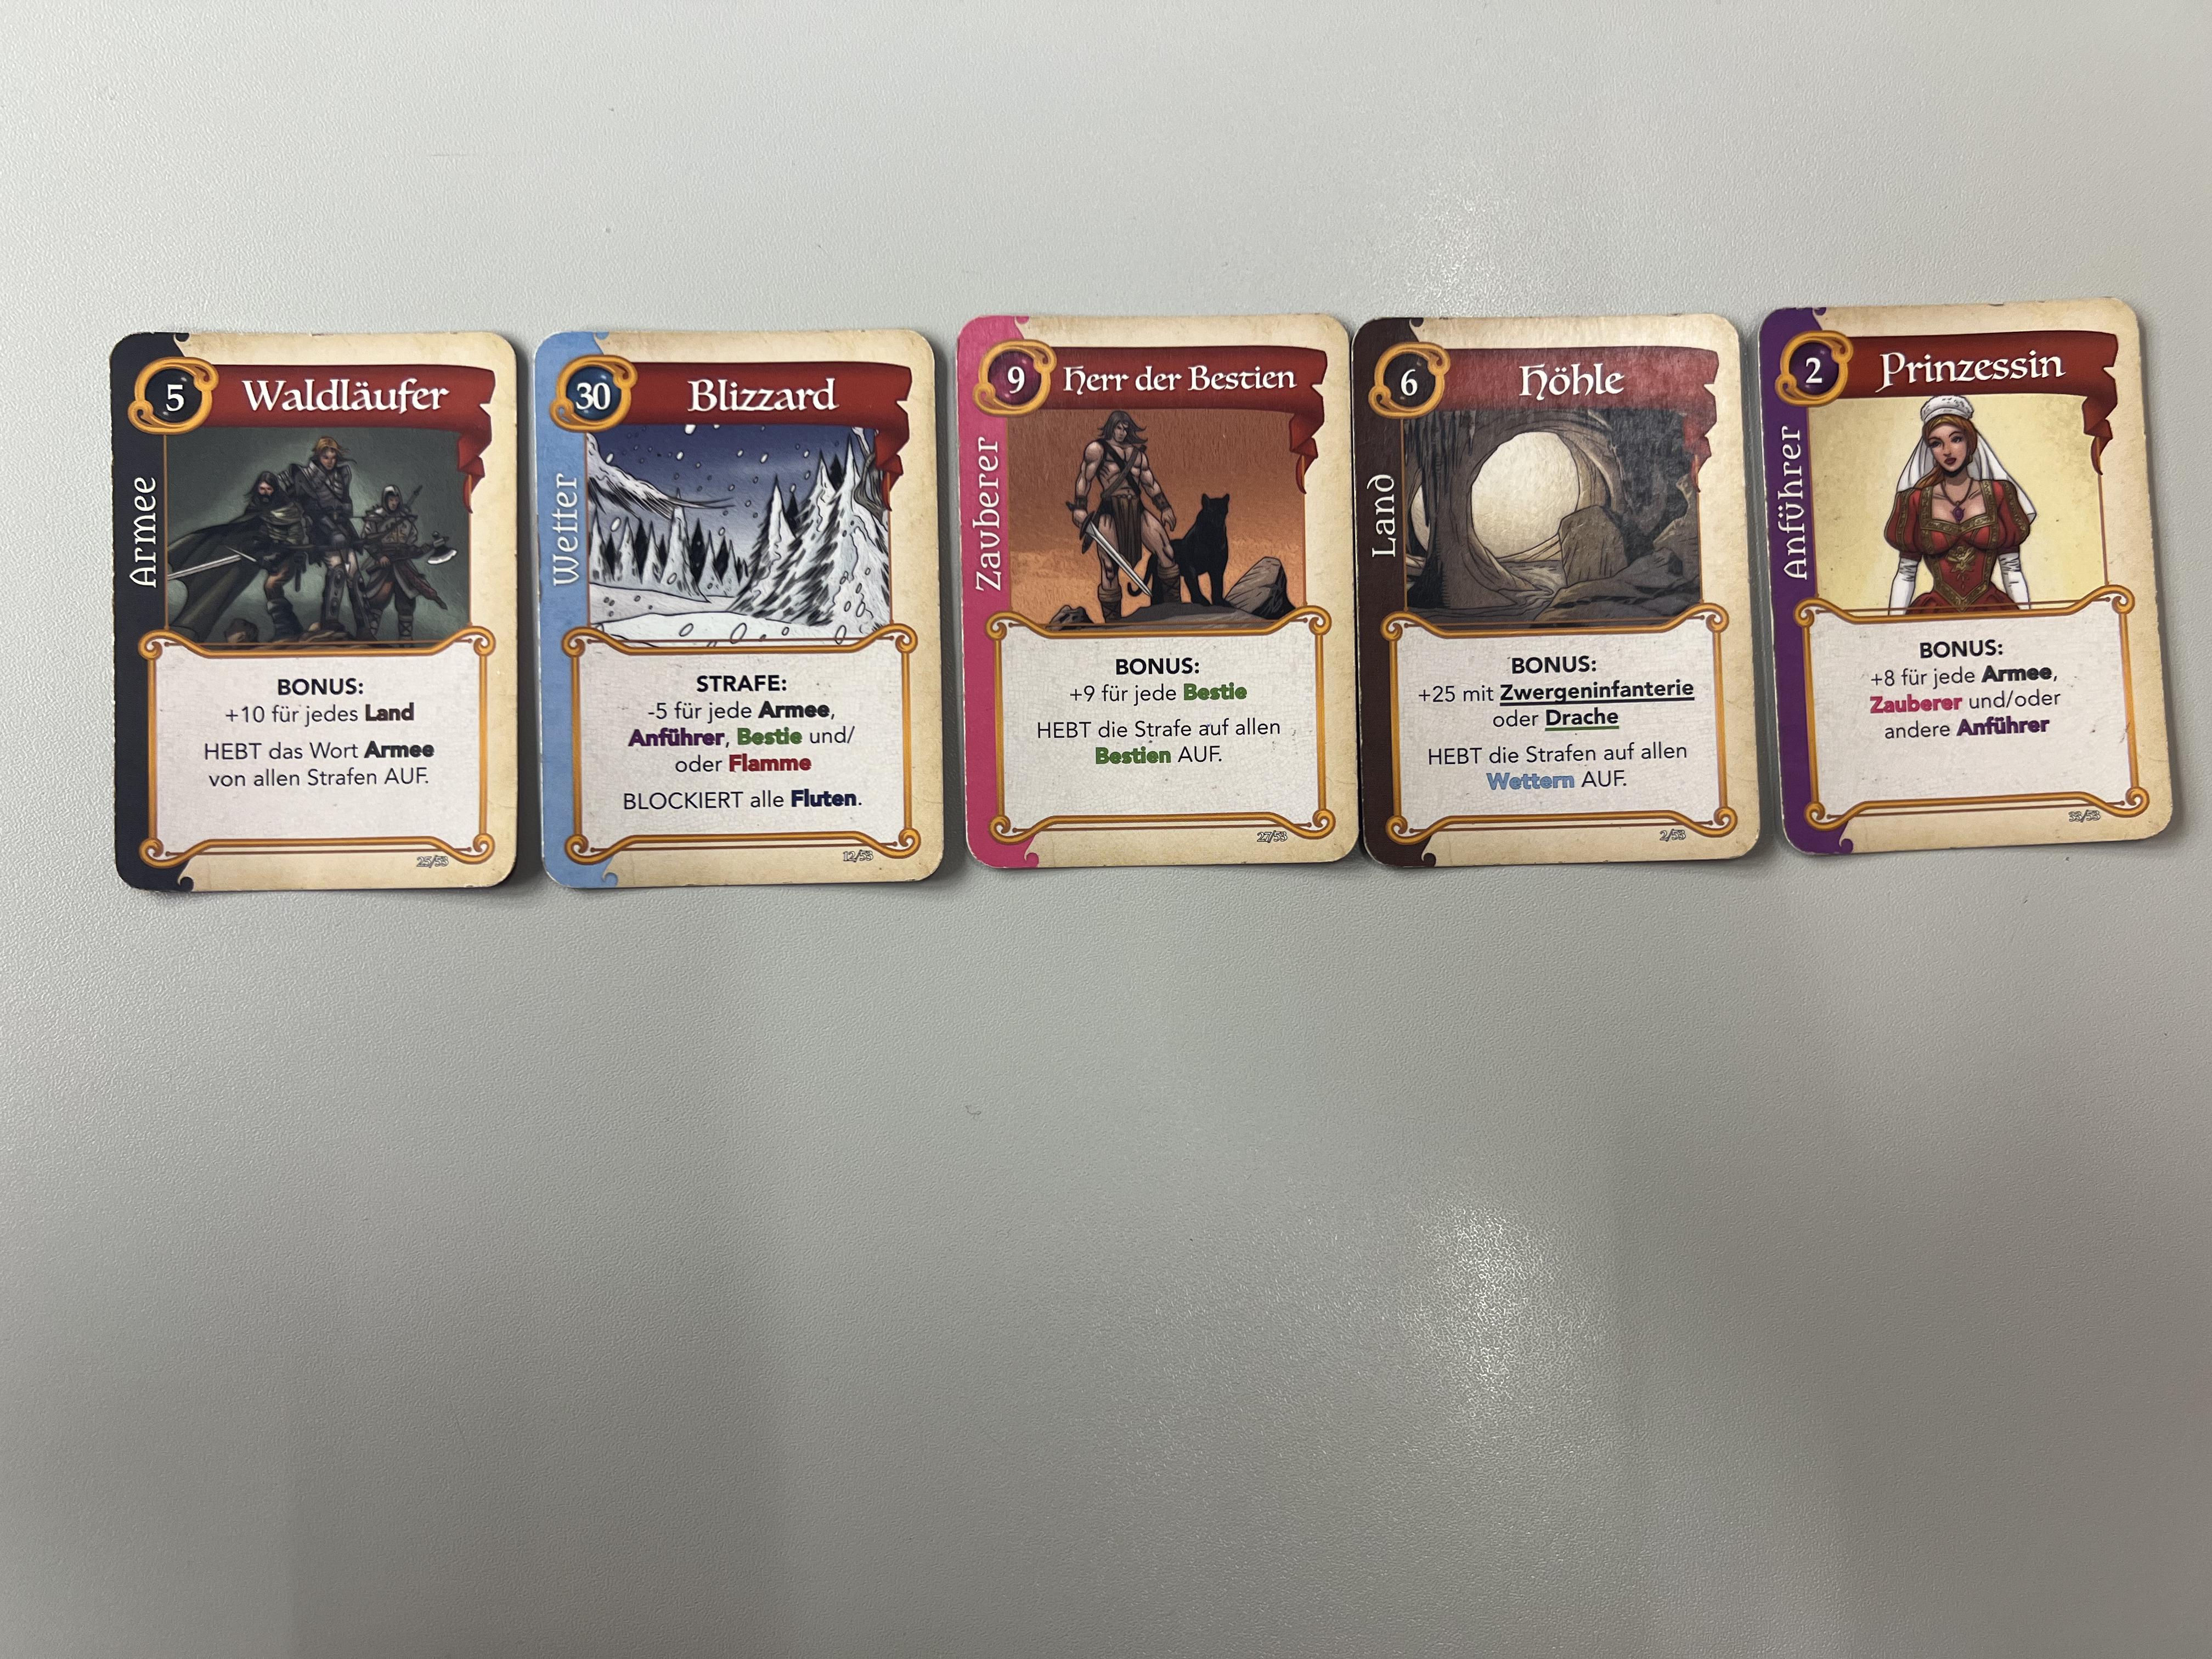 5
Waldläufer
Armee
BONUS:
+10 für jedes Land
HEBT das Wort Armee
von allen Strafen AUF.
25/53
30
Blizzard
Wetter
STRAFE:
-5 für jede Armee,
Anführer, Bestie und/
oder Flamme
BLOCKIERT alle Fluten.
12/53
9
Herr der Bestien
Zauberer
BONUS:
+9 für jede Bestie
HEBT die Strafe auf allen
Bestien AUF.
27/53
6
Höhle
Land
BONUS:
+25 mit Zwergeninfanterie
oder Drache
HEBT die Strafen auf allen
Wettern AUF.
2/53
2
Prinzessin
Anführer
BONUS:
+8 für jede Armee,
Zauberer und/oder
andere Anführer
33/53